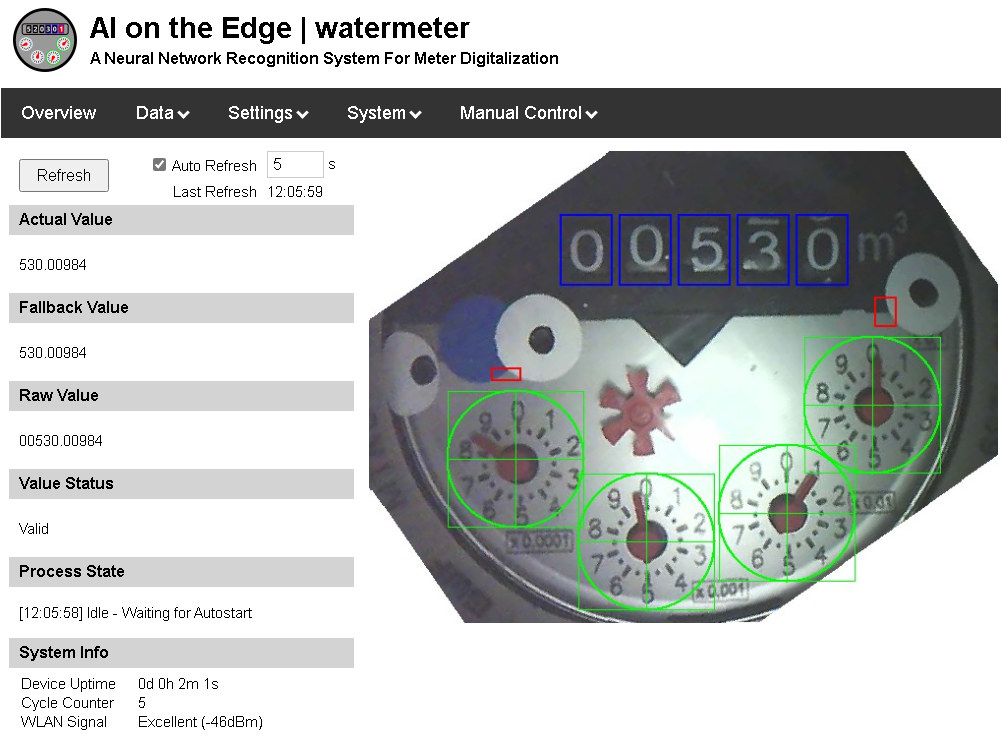 520301
AI on the Edge | watermeter
A Neural Network Recognition System For Meter Digitalization
Overview Data Settings System Manual Control
Refresh Auto Refresh 5 s
Last Refresh 12:05:59
Actual Value
530.00984
Fallback Value
530.00984
Raw Value
00530.00984
Value Status
Valid
Process State
[12:05:58] Idle - Waiting for Autostart
System Info
Device Uptime 0d 0h 2m 1s
Cycle Counter 5
WLAN Signal Excellent (-46dBm)
00530 m³
9 0 1 2 3 4 5 6 7 8
x 0.01
9 0 1 2 3 4 5 6 7 8
x 0.0001
9 0 1 2 3 4 5 6 7 8
x 0.001
9 0 1 2 3 4 5 6 7 8